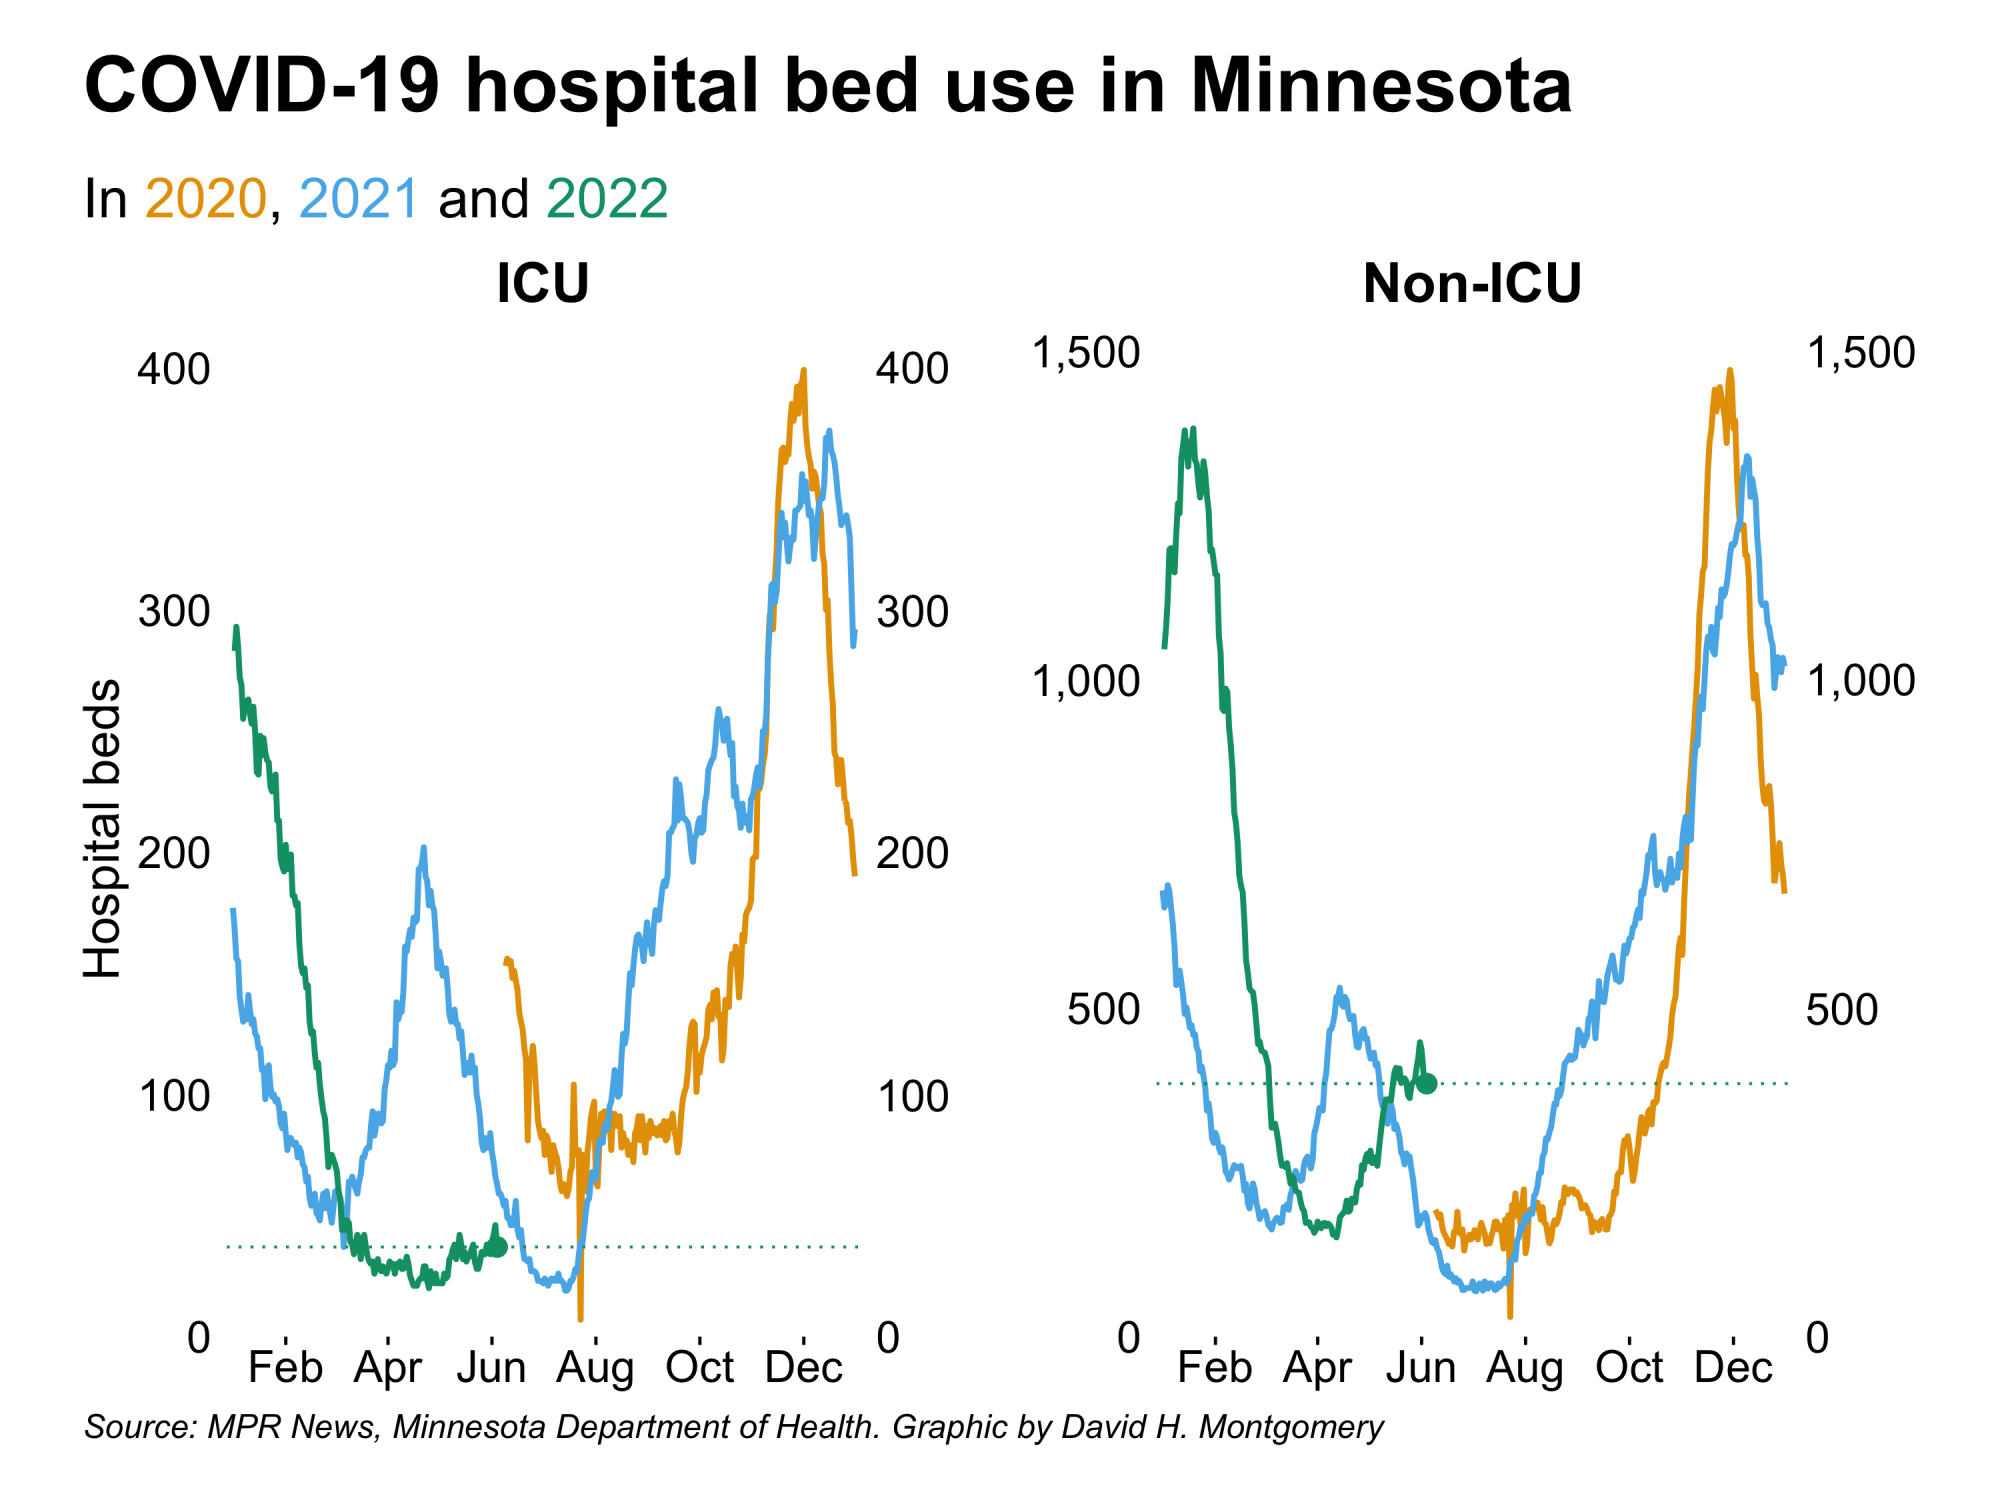 COVID-19 hospital bed use in Minnesota
In 2020, 2021 and 2022
ICU
Non-ICU
Hospital beds
400
300
200
100
0
400
300
200
100
0
Feb Apr Jun Aug Oct Dec
1,500
1,000
500
0
1,500
1,000
500
0
Feb Apr Jun Aug Oct Dec
Source: MPR News, Minnesota Department of Health. Graphic by David H. Montgomery